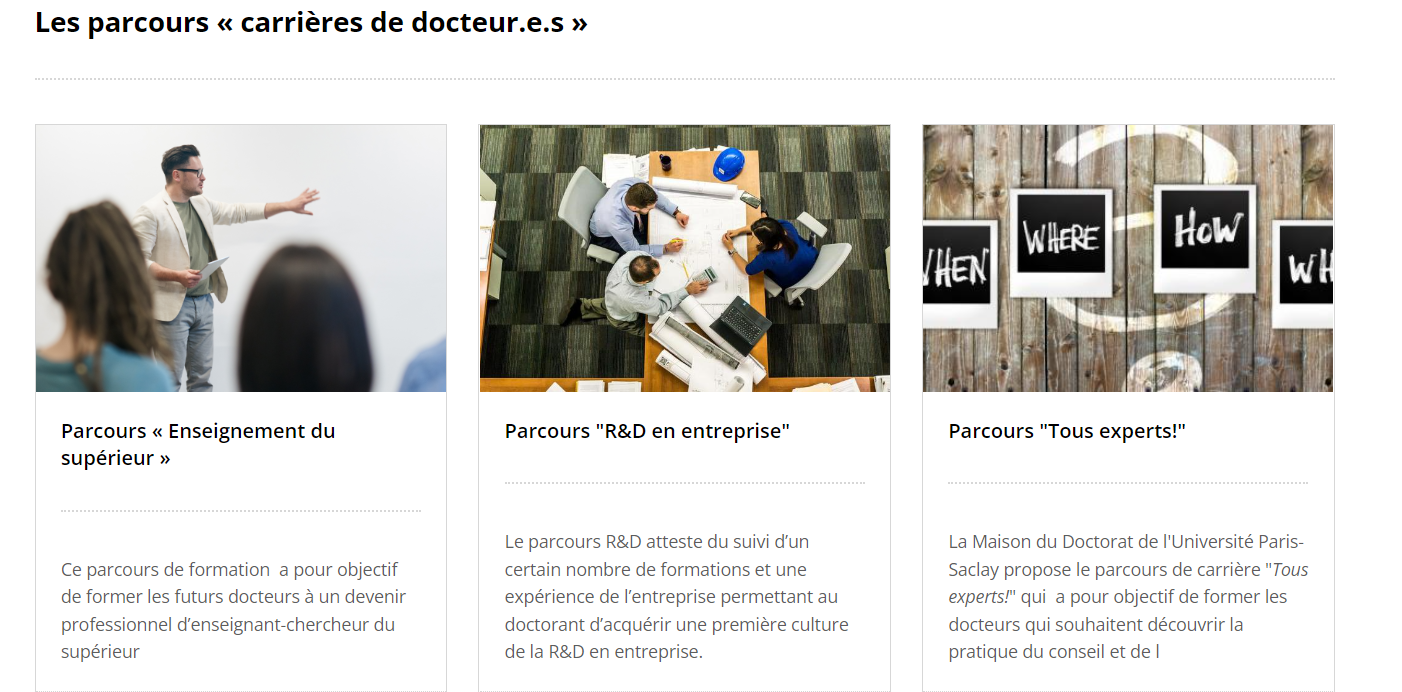 Les parcours « carrières de docteur.e.s »
WHERE
HOW
Parcours « Enseignement du
supérieur »
Ce parcours de formation a pour objectif
de former les futurs docteurs à un devenir
professionnel d’enseignant-chercheur du
supérieur
Parcours "R&D en entreprise"
Le parcours R&D atteste du suivi d’un
certain nombre de formations et une
expérience de l’entreprise permettant au
doctorant d’acquérir une première culture
de la R&D en entreprise.
Parcours "Tous experts!"
La Maison du Doctorat de l'Université Paris-
Saclay propose le parcours de carrière "Tous
experts!" qui a pour objectif de former les
docteurs qui souhaitent découvrir la
pratique du conseil et de l